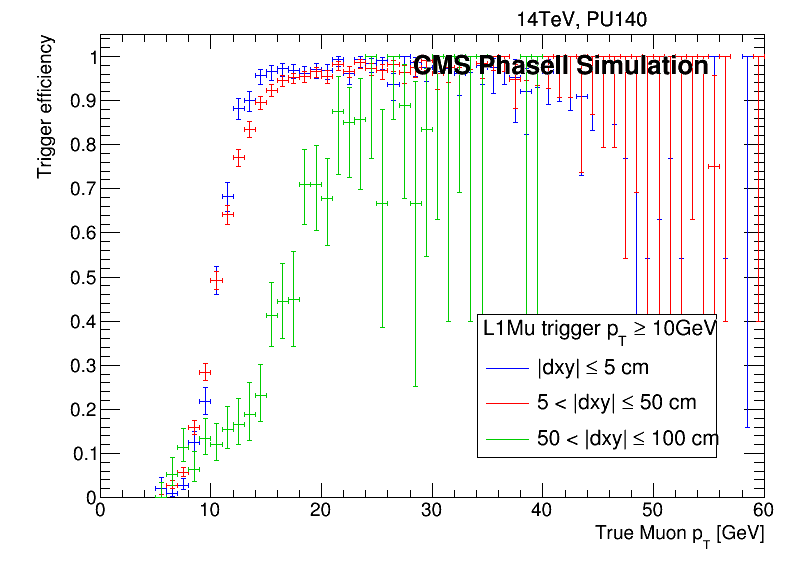 14TeV, PU140
CMS PhaseII Simulation
Trigger efficiency
1
0.9
0.8
0.7
0.6
0.5
0.4
0.3
0.2
0.1
0
L1Mu trigger p_T ≥ 10GeV
|dxy| ≤ 5 cm
5 < |dxy| ≤ 50 cm
50 < |dxy| ≤ 100 cm
0 10 20 30 40 50 60
True Muon p_T [GeV]